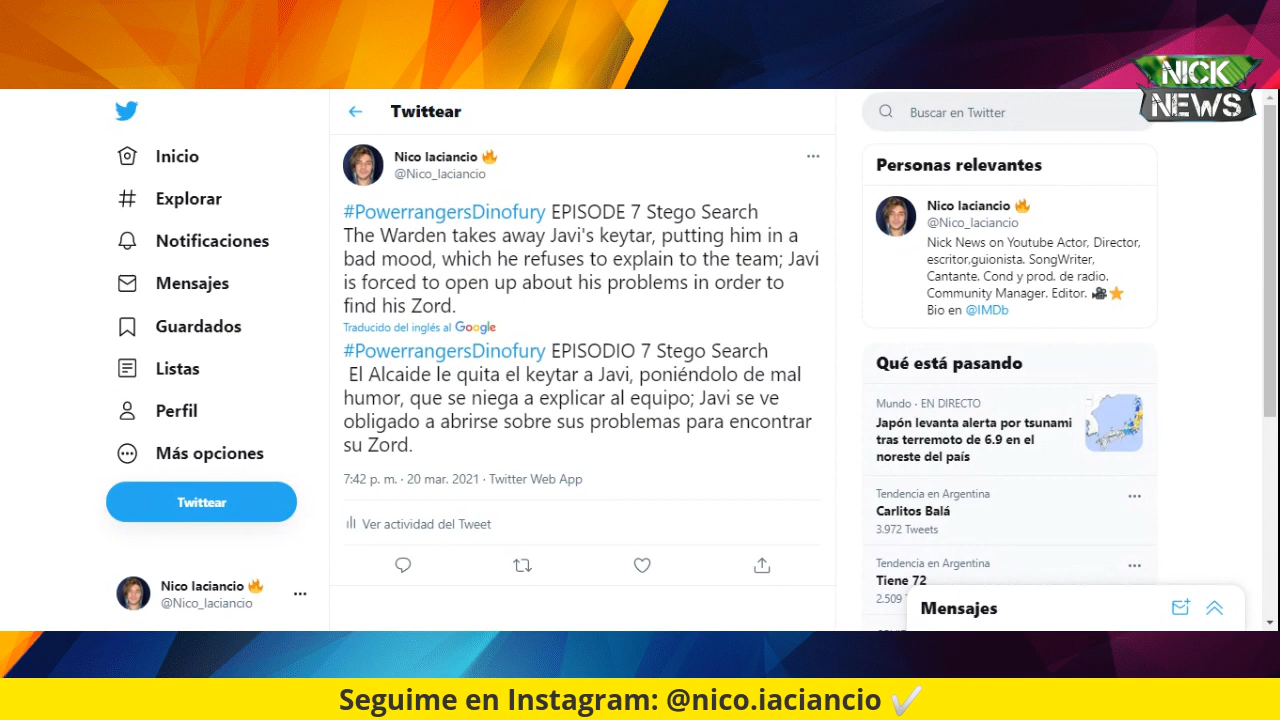 NICK
NEWS
Inicio
Explorar
Notificaciones
Mensajes
Guardados
Listas
Perfil
Más opciones
Twittear
Nico Iaciancio 🔥
@Nico_Iaciancio
Twittear
Nico Iaciancio 🔥
@Nico_Iaciancio
#PowerrangersDinofury EPISODE 7 Stego Search
The Warden takes away Javi's keytar, putting him in a
bad mood, which he refuses to explain to the team; Javi
is forced to open up about his problems in order to
find his Zord.
Traducido del inglés al Google
#PowerrangersDinofury EPISODIO 7 Stego Search
El Alcaide le quita el keytar a Javi, poniéndolo de mal
humor, que se niega a explicar al equipo; Javi se ve
obligado a abrirse sobre sus problemas para encontrar
su Zord.
7:42 p. m. · 20 mar. 2021 · Twitter Web App
Ver actividad del Tweet
Buscar en Twitter
Personas relevantes
Nico Iaciancio 🔥
@Nico_Iaciancio
Nick News on Youtube Actor, Director,
escritor,guionista. SongWriter,
Cantante. Cond y prod. de radio.
Community Manager. Editor. 🎥⭐
Bio en @IMDb
Qué está pasando
Mundo · EN DIRECTO
Japón levanta alerta por tsunami
tras terremoto de 6.9 en el
noreste del país
Tendencia en Argentina
Carlitos Balá
3.972 Tweets
Tendencia en Argentina
Tiene 72
2.509
Mensajes
Seguime en Instagram: @nico.iaciancio ✔